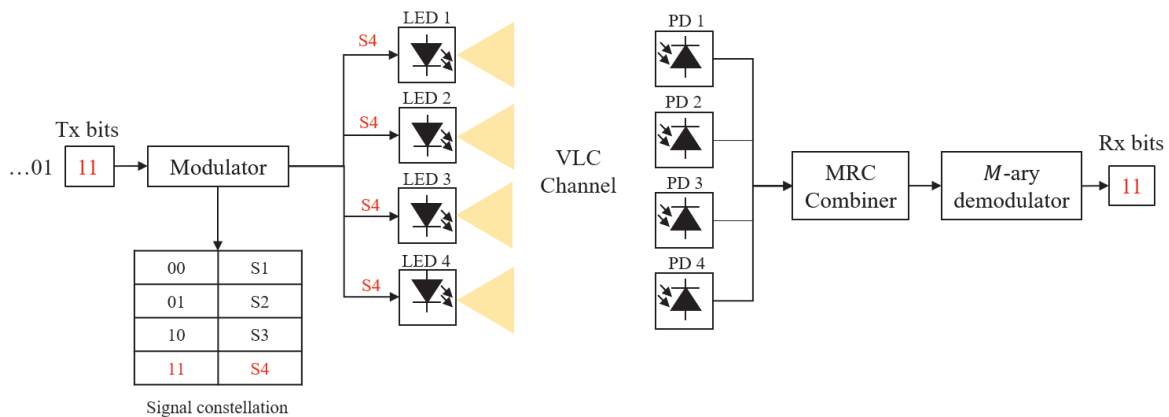 LED 1
S4
LED 2
S4
LED 3
S4
LED 4
S4
Tx bits
...01
11
Modulator
00 S1
01 S2
10 S3
11 S4
Signal constellation
VLC
Channel
PD 1
PD 2
PD 3
PD 4
MRC
Combiner
M-ary
demodulator
Rx bits
11